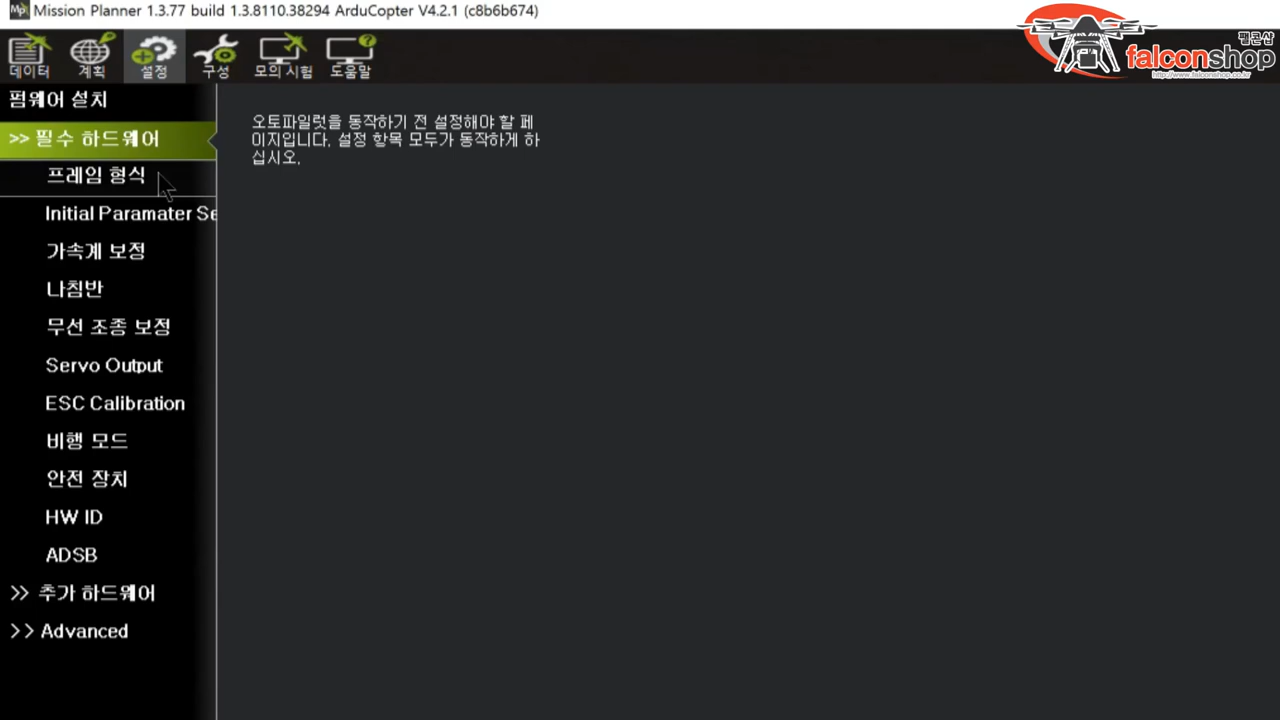 Mission Planner 1.3.77 build 1.3.8110.38294 ArduCopter V4.2.1 (c8b6b674)
데이터 계획 설정 구성 모의 시험 도움말
팰콘샵
falconshop
http://www.falconshop.co.kr
펌웨어 설치
>> 필수 하드웨어
프레임 형식
Initial Paramater Se
가속계 보정
나침반
무선 조종 보정
Servo Output
ESC Calibration
비행 모드
안전 장치
HW ID
ADSB
>> 추가 하드웨어
>> Advanced
오토파일럿을 동작하기 전 설정해야 할 페
이지입니다. 설정 항목 모두가 동작하게 하
십시오.